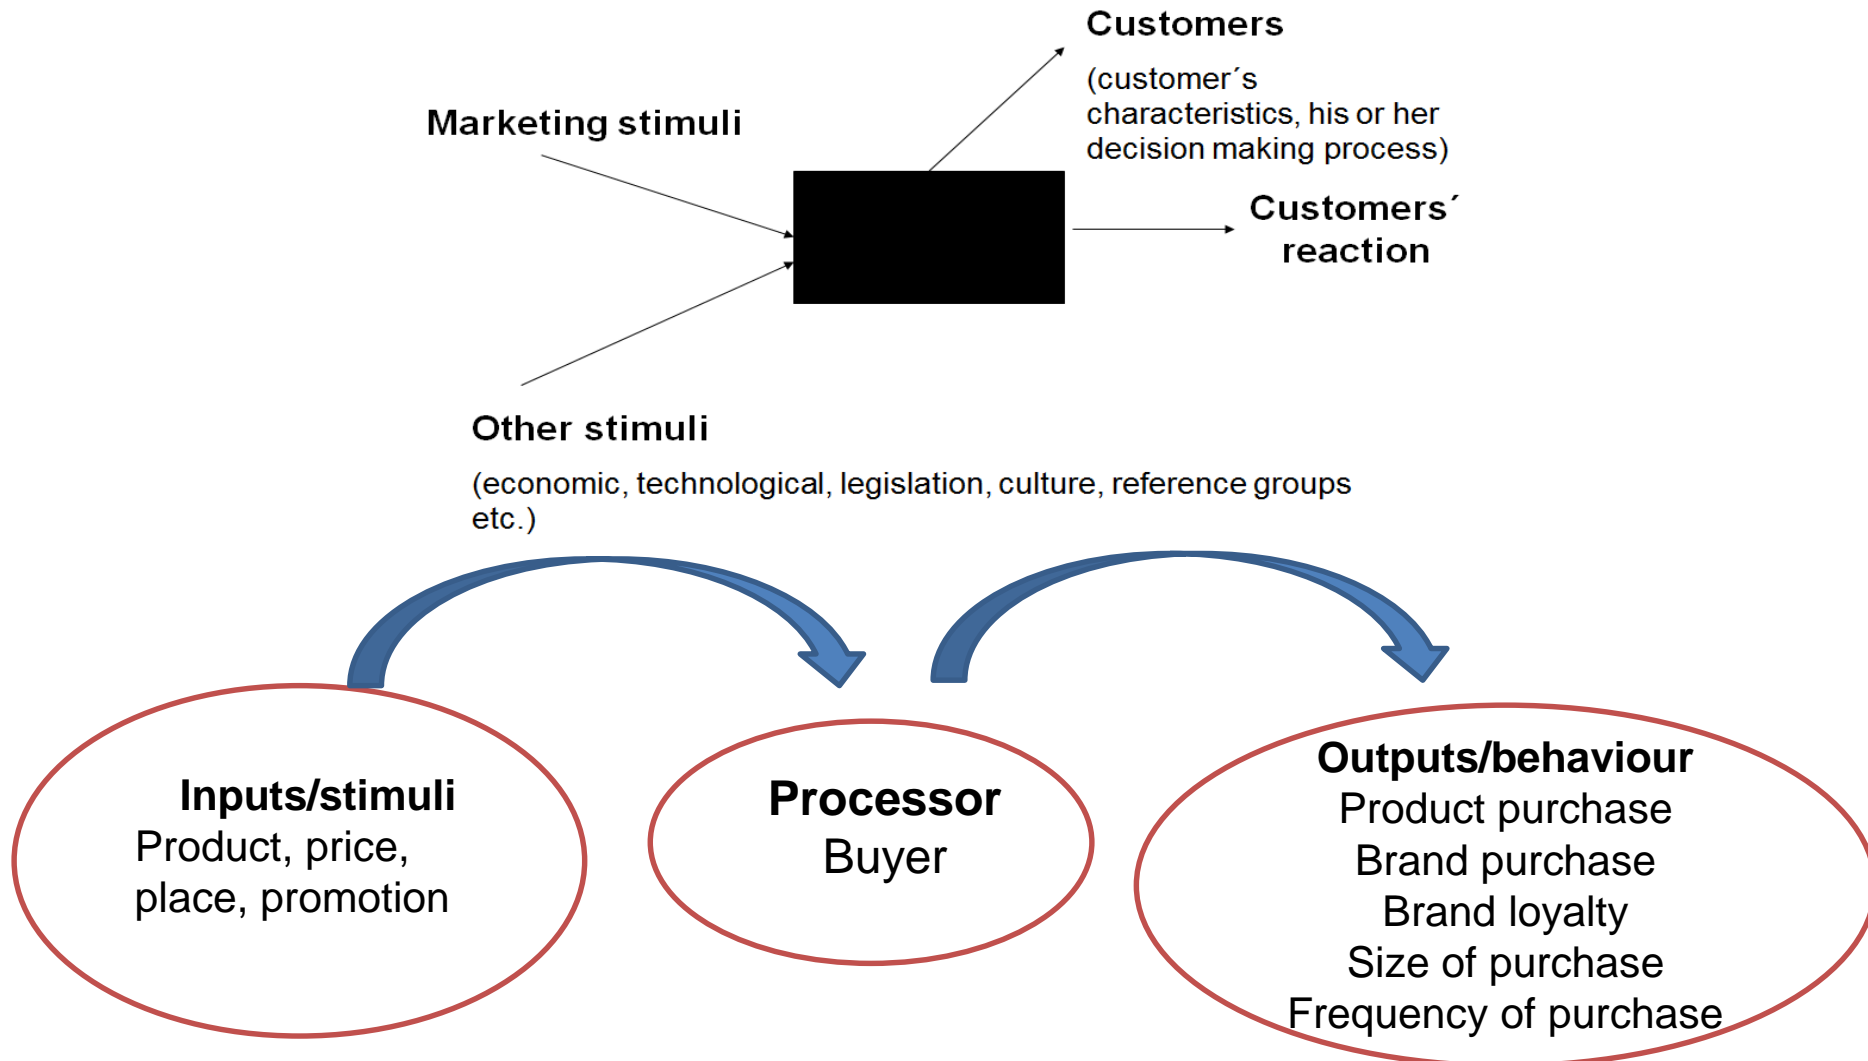 Customers
(customer´s
characteristics, his or her
decision making process)
Marketing stimuli
Customers´
reaction
Other stimuli
(economic, technological, legislation, culture, reference groups
etc.)
Inputs/stimuli
Product, price,
place, promotion
Processor
Buyer
Outputs/behaviour
Product purchase
Brand purchase
Brand loyalty
Size of purchase
Frequency of purchase